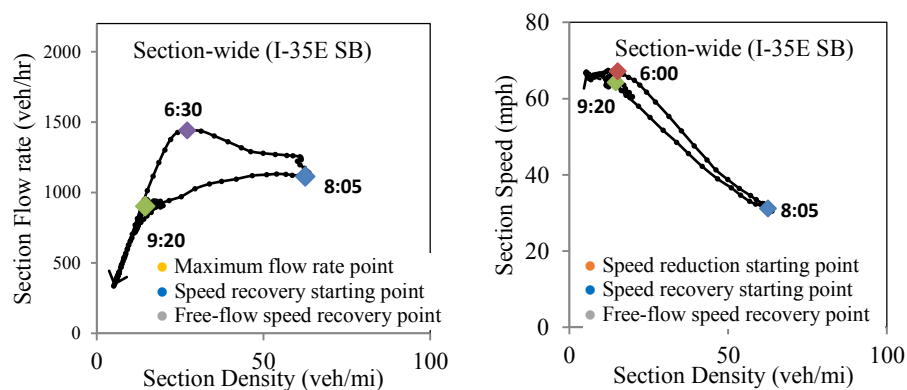 Section-wide (I-35E SB)
Section Flow rate (veh/hr)
2000
1500
1000
500
0
6:30
8:05
9:20
Maximum flow rate point
Speed recovery starting point
Free-flow speed recovery point
0 50 100
Section Density (veh/mi)
Section-wide (I-35E SB)
Section Speed (mph)
80
60
40
20
0
6:00
9:20
8:05
Speed reduction starting point
Speed recovery starting point
Free-flow speed recovery point
0 50 100
Section Density (veh/mi)